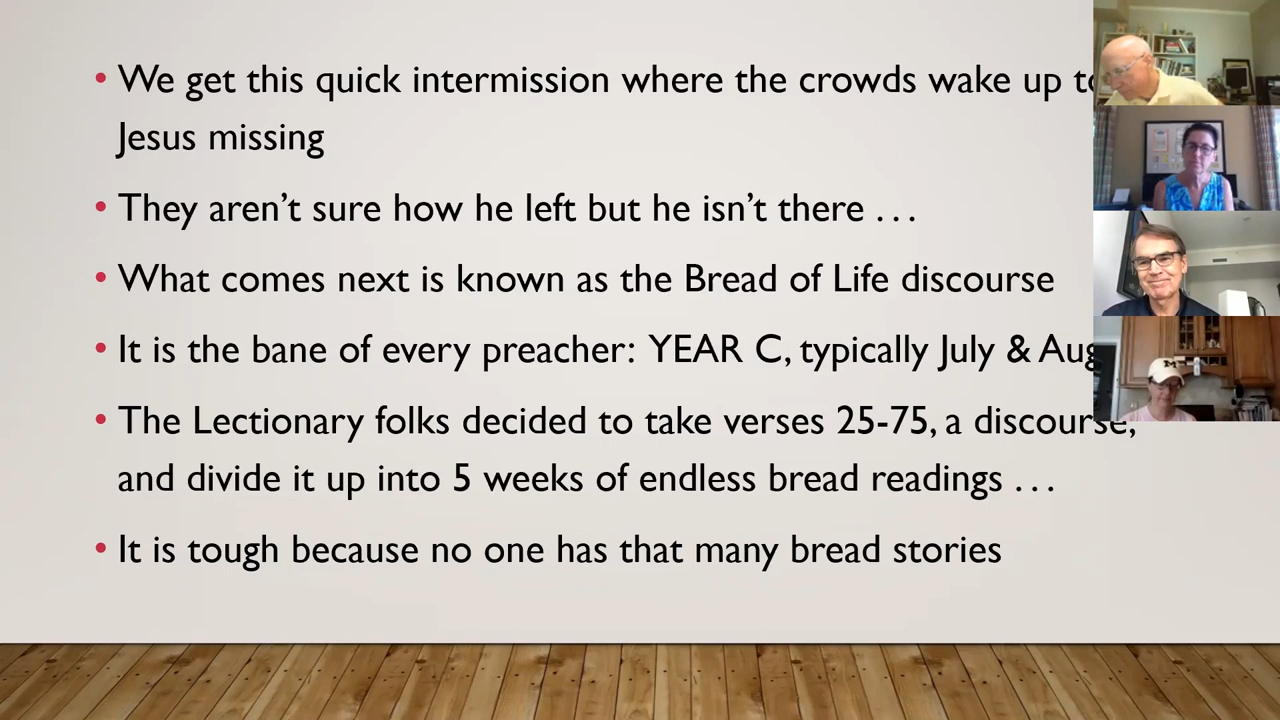 • We get this quick intermission where the crowds wake up to
Jesus missing
• They aren’t sure how he left but he isn’t there . . .
• What comes next is known as the Bread of Life discourse
• It is the bane of every preacher: YEAR C, typically July & Aug
• The Lectionary folks decided to take verses 25-75, a discourse,
and divide it up into 5 weeks of endless bread readings . . .
• It is tough because no one has that many bread stories
M